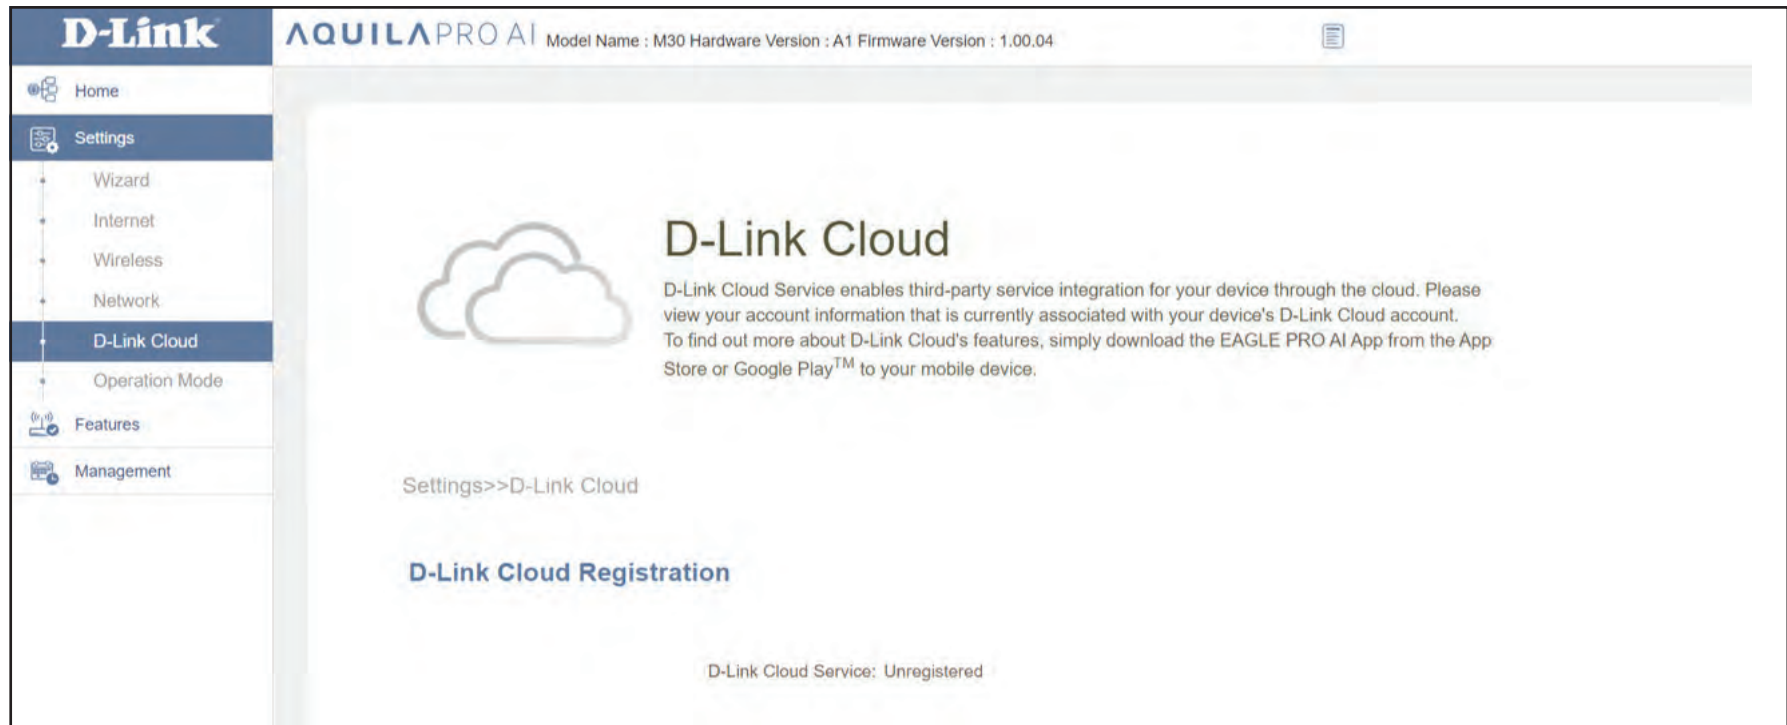 D-Link
AQUILA PRO AI Model Name : M30 Hardware Version : A1 Firmware Version : 1.00.04
Home
Settings
Wizard
Internet
Wireless
Network
D-Link Cloud
Operation Mode
Features
Management
D-Link Cloud
D-Link Cloud Service enables third-party service integration for your device through the cloud. Please
view your account information that is currently associated with your device's D-Link Cloud account.
To find out more about D-Link Cloud's features, simply download the EAGLE PRO AI App from the App
Store or Google Play™ to your mobile device.
Settings>>D-Link Cloud
D-Link Cloud Registration
D-Link Cloud Service: Unregistered